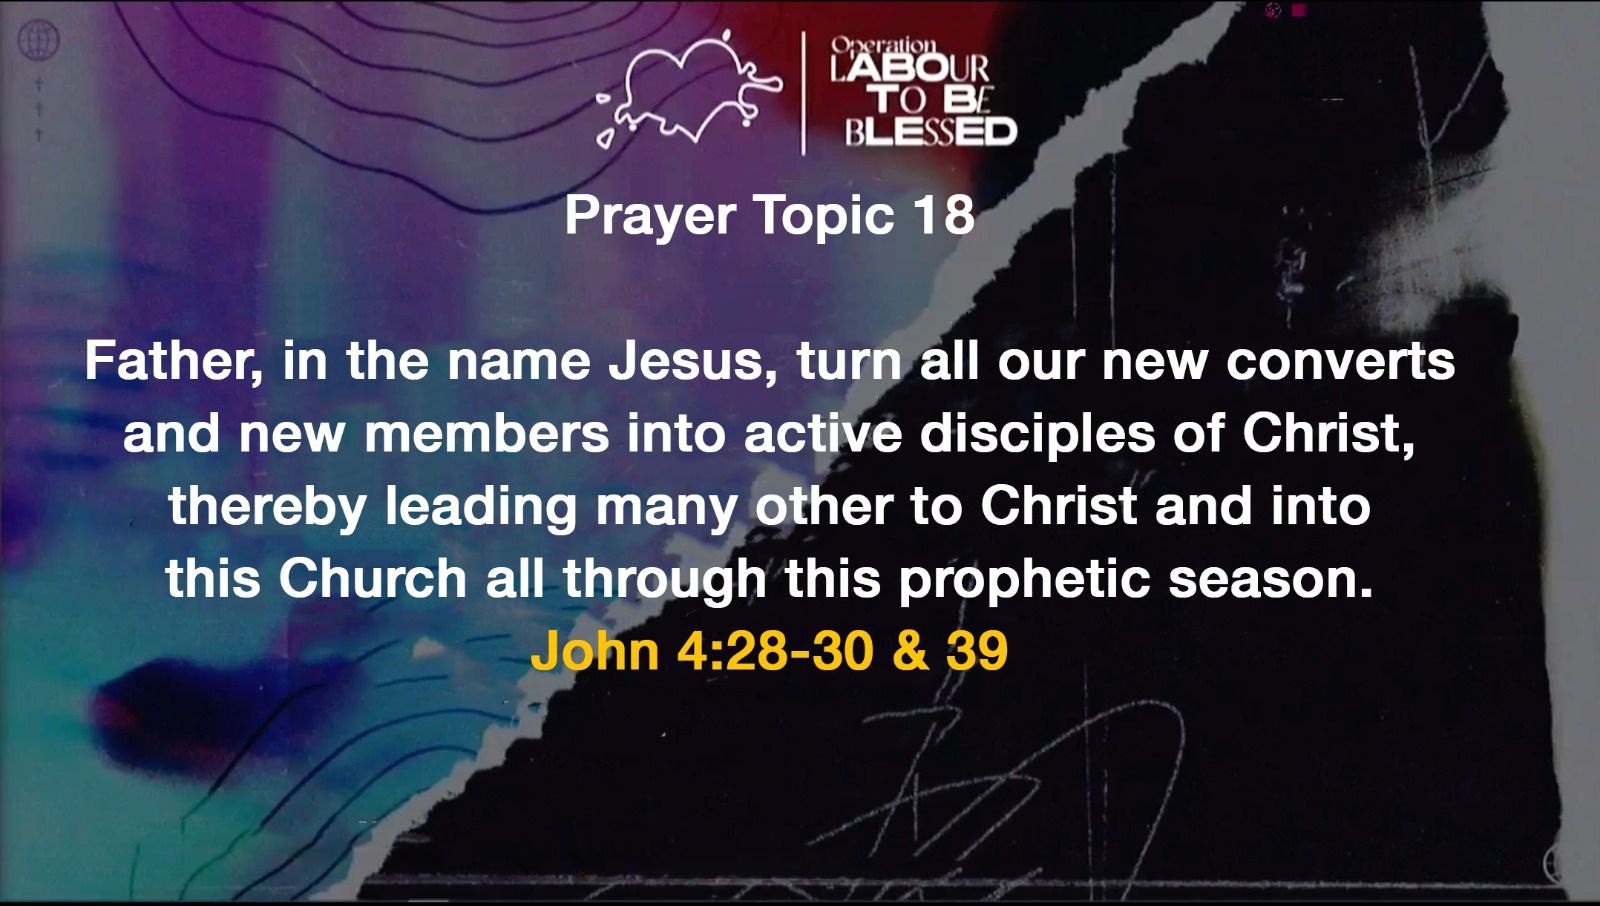 Operation
LABOUR
TO BE
BLESSED
Prayer Topic 18
Father, in the name Jesus, turn all our new converts
and new members into active disciples of Christ,
thereby leading many other to Christ and into
this Church all through this prophetic season.
John 4:28-30 & 39